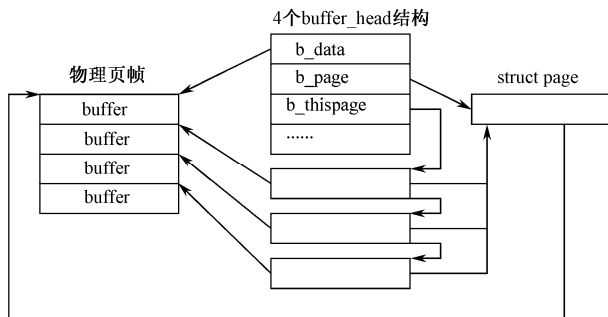 4个buffer_head结构
物理页帧
buffer
buffer
buffer
buffer
b_data
b_page
b_thispage
......
struct page